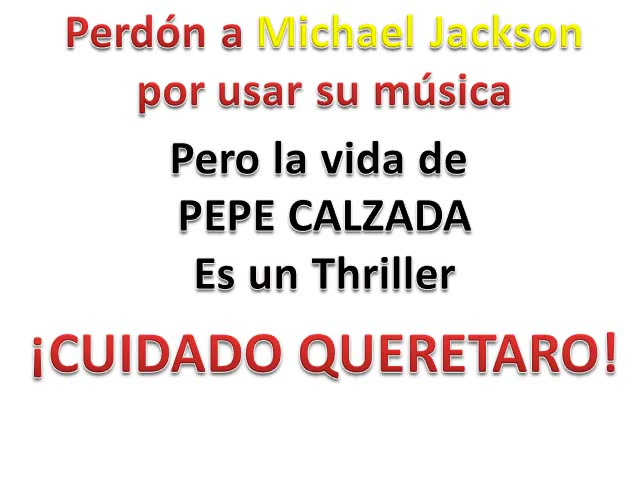 Perdón a Michael Jackson
por usar su música
Pero la vida de
PEPE CALZADA
Es un Thriller
¡CUIDADO QUERETARO!